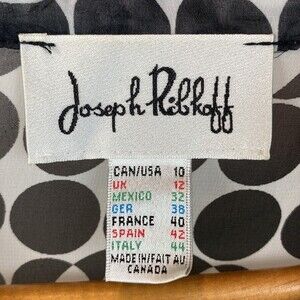 Joseph Ribkoff
CAN/USA 10
UK 12
MEXICO 32
GER 38
FRANCE 40
SPAIN 42
ITALY 44
MADE IN/FAIT AU
CANADA